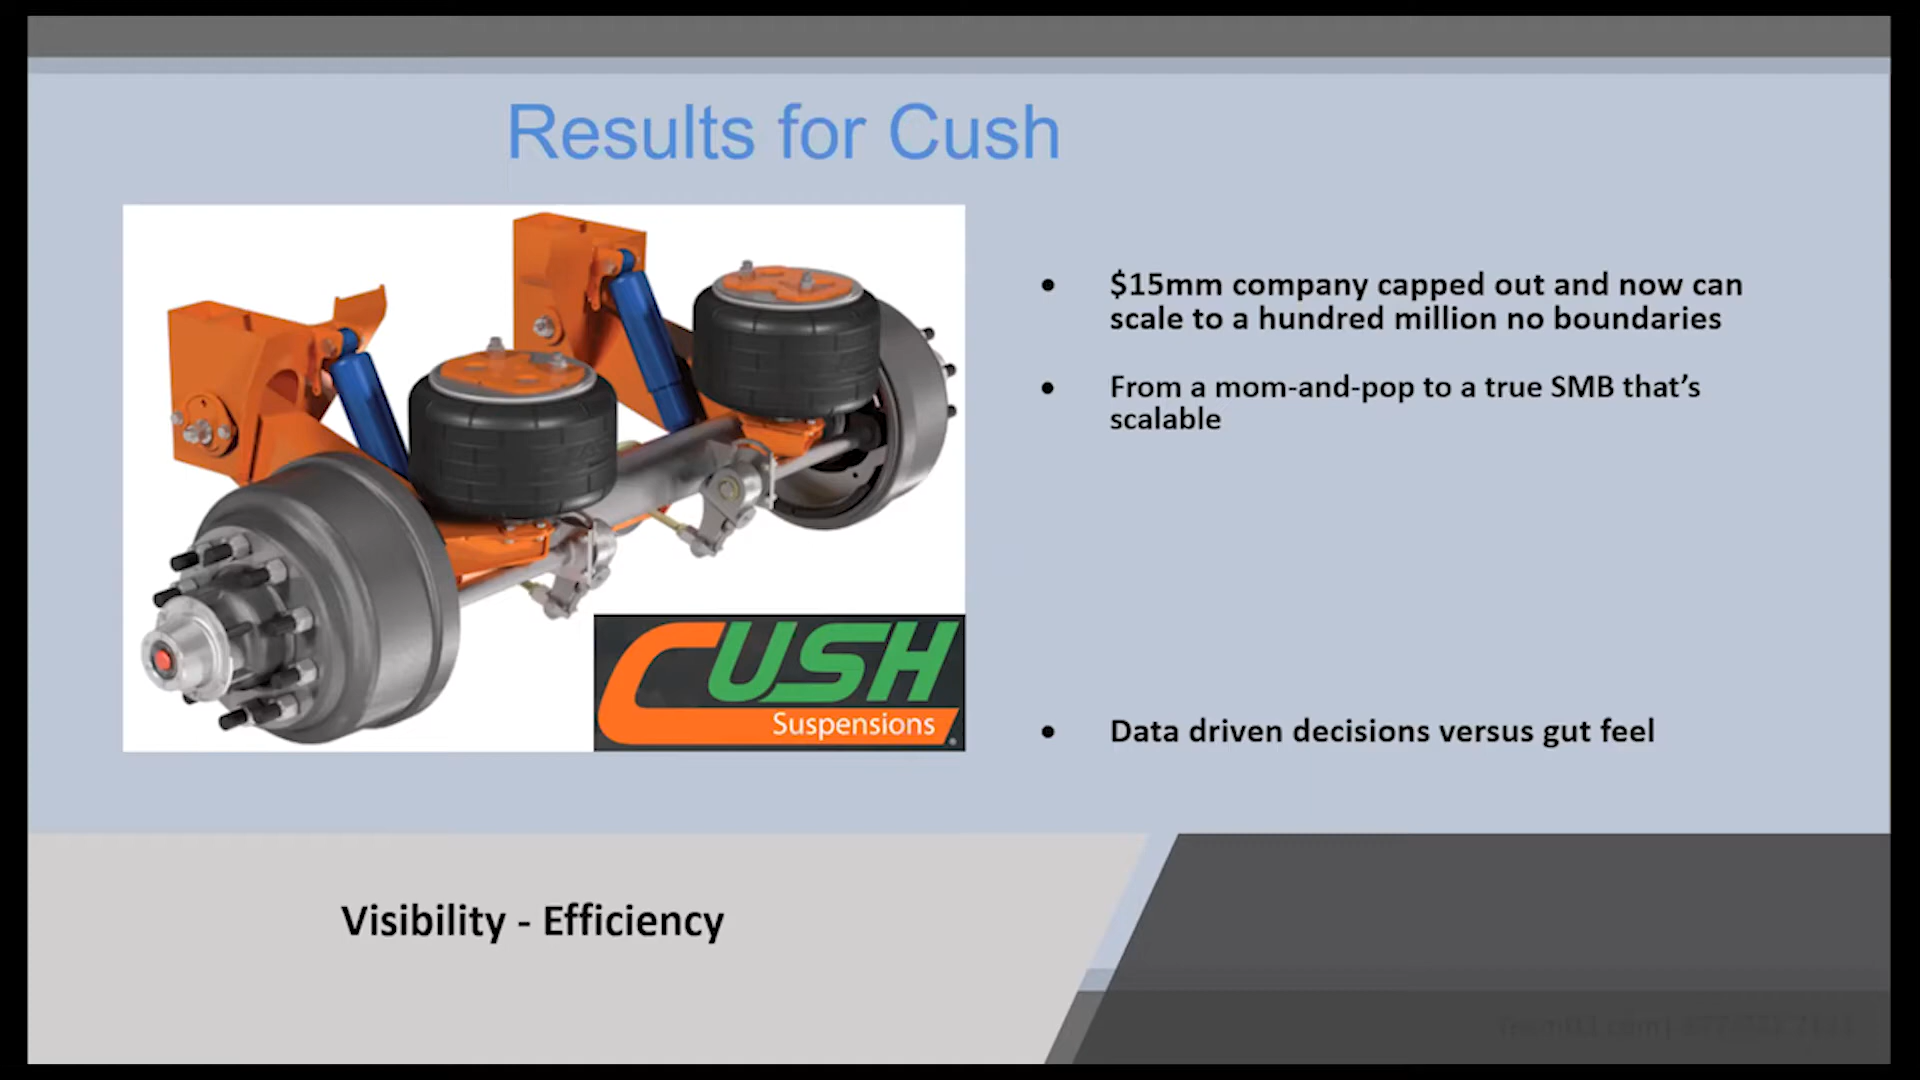 Results for Cush
• $15mm company capped out and now can
scale to a hundred million no boundaries
• From a mom-and-pop to a true SMB that's
scalable
CUSH
Suspensions
• Data driven decisions versus gut feel
Visibility - Efficiency